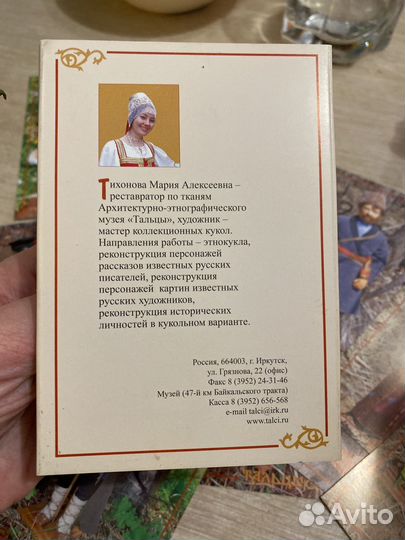 Тихонова Мария Алексеевна –
реставратор по тканям
Архитектурно-этнографического
музея «Тальцы», художник –
мастер коллекционных кукол.
Направления работы – этнокукла,
реконструкция персонажей
рассказов известных русских
писателей, реконструкция
персонажей картин известных
русских художников,
реконструкция исторических
личностей в кукольном варианте.
Россия, 664003, г. Иркутск,
ул. Грязнова, 22 (офис)
Факс 8 (3952) 24-31-46
Музей (47-й км Байкальского тракта)
Касса 8 (3952) 656-568
e-mail talci@irk.ru
www.talci.ru
Avito